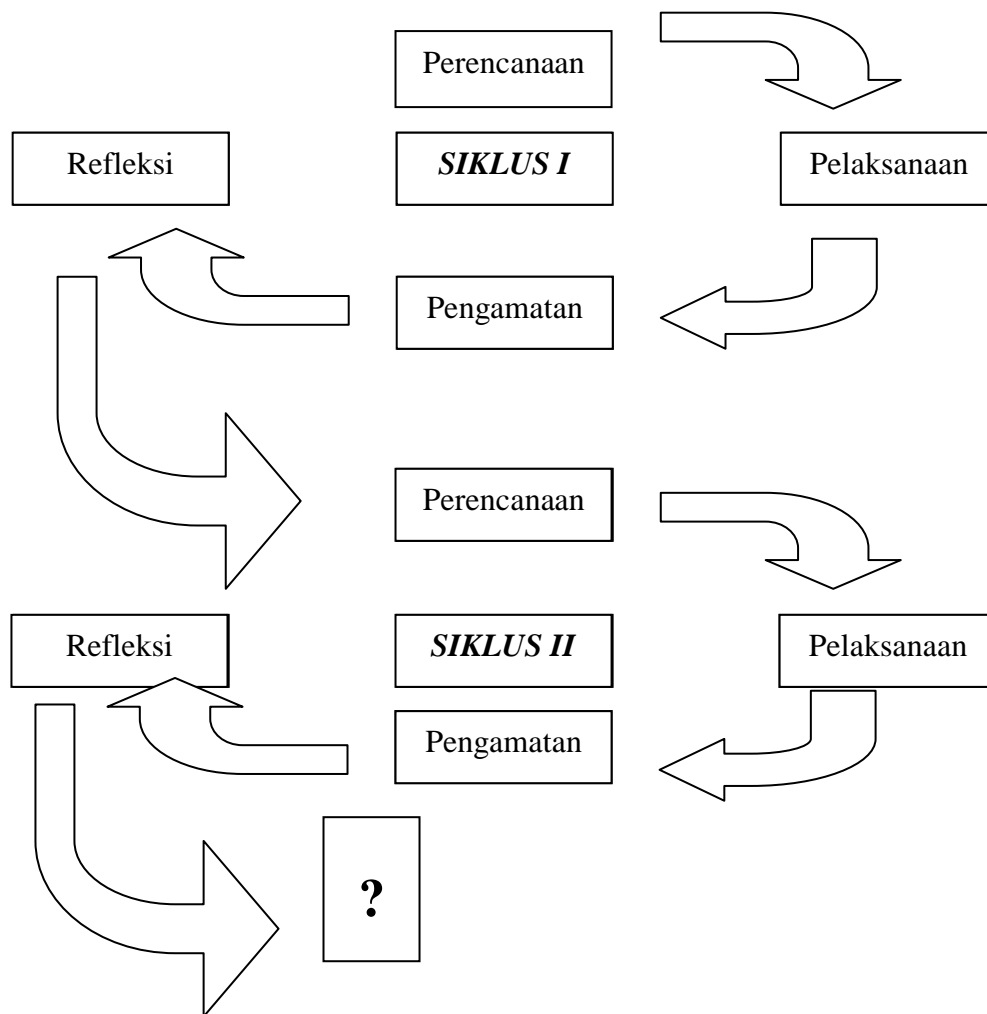 Perencanaan
Refleksi
SIKLUS I
Pelaksanaan
Pengamatan
Perencanaan
Refleksi
SIKLUS II
Pelaksanaan
Pengamatan
?